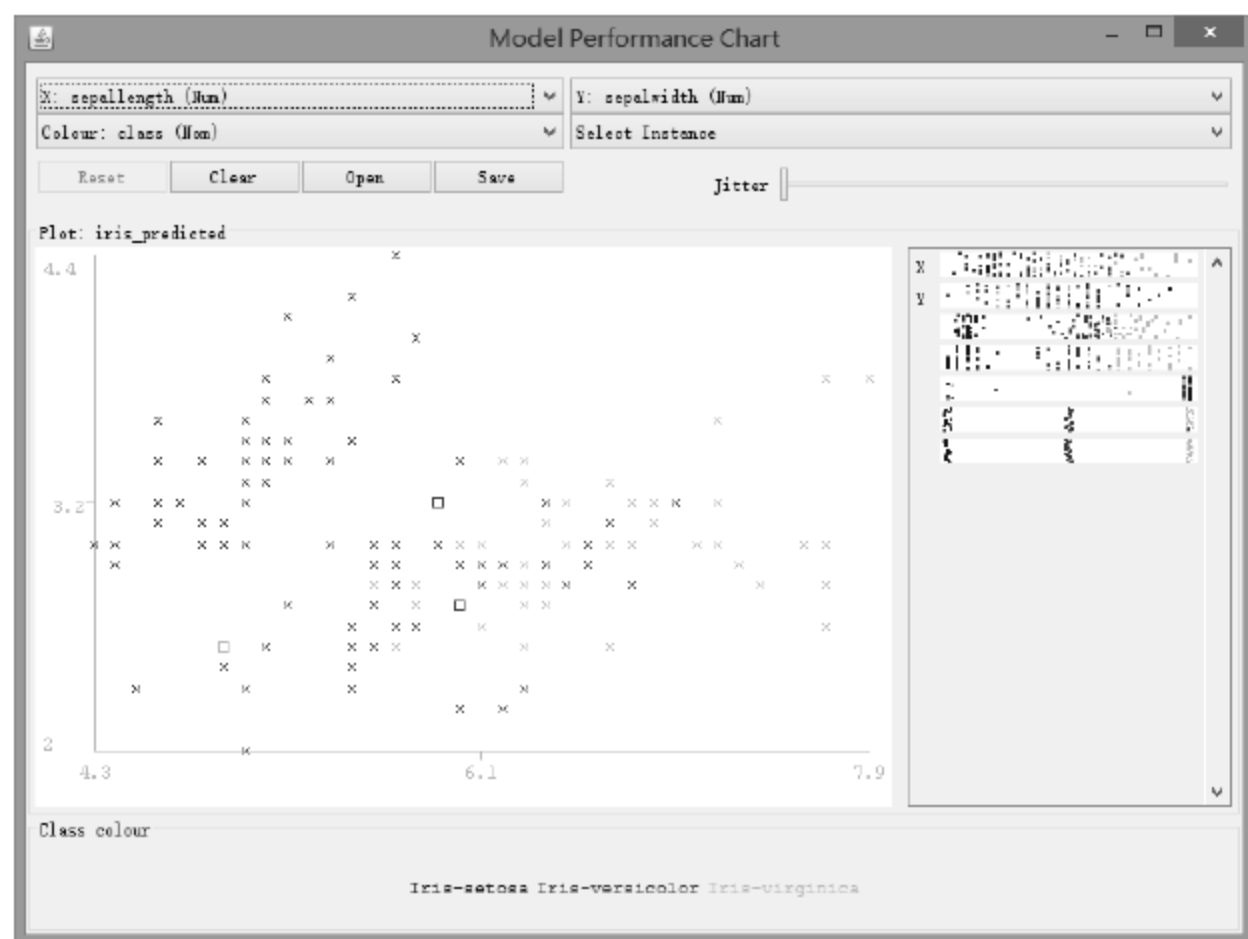 Model Performance Chart
X: sepallength (Num)
Y: sepalwidth (Num)
Colour: class (Nom)
Select Instance
Reset
Clear
Open
Save
Jitter
Plot: iris_predicted
4.4
3.2
2
4.3
6.1
7.9
X
Y
Class colour
Iris-setosa Iris-versicolor Iris-virginica